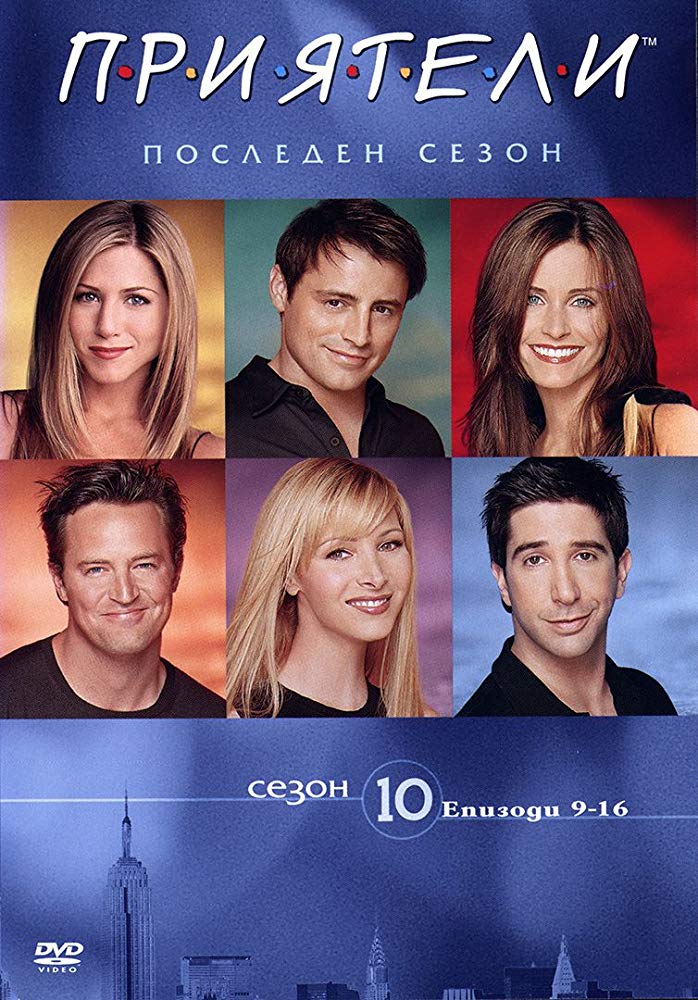 П·Р·И·Я·Т·Е·Л·И™
ПОСЛЕДЕН СЕЗОН
сезон 10 Епизоди 9-16
DVD
VIDEO